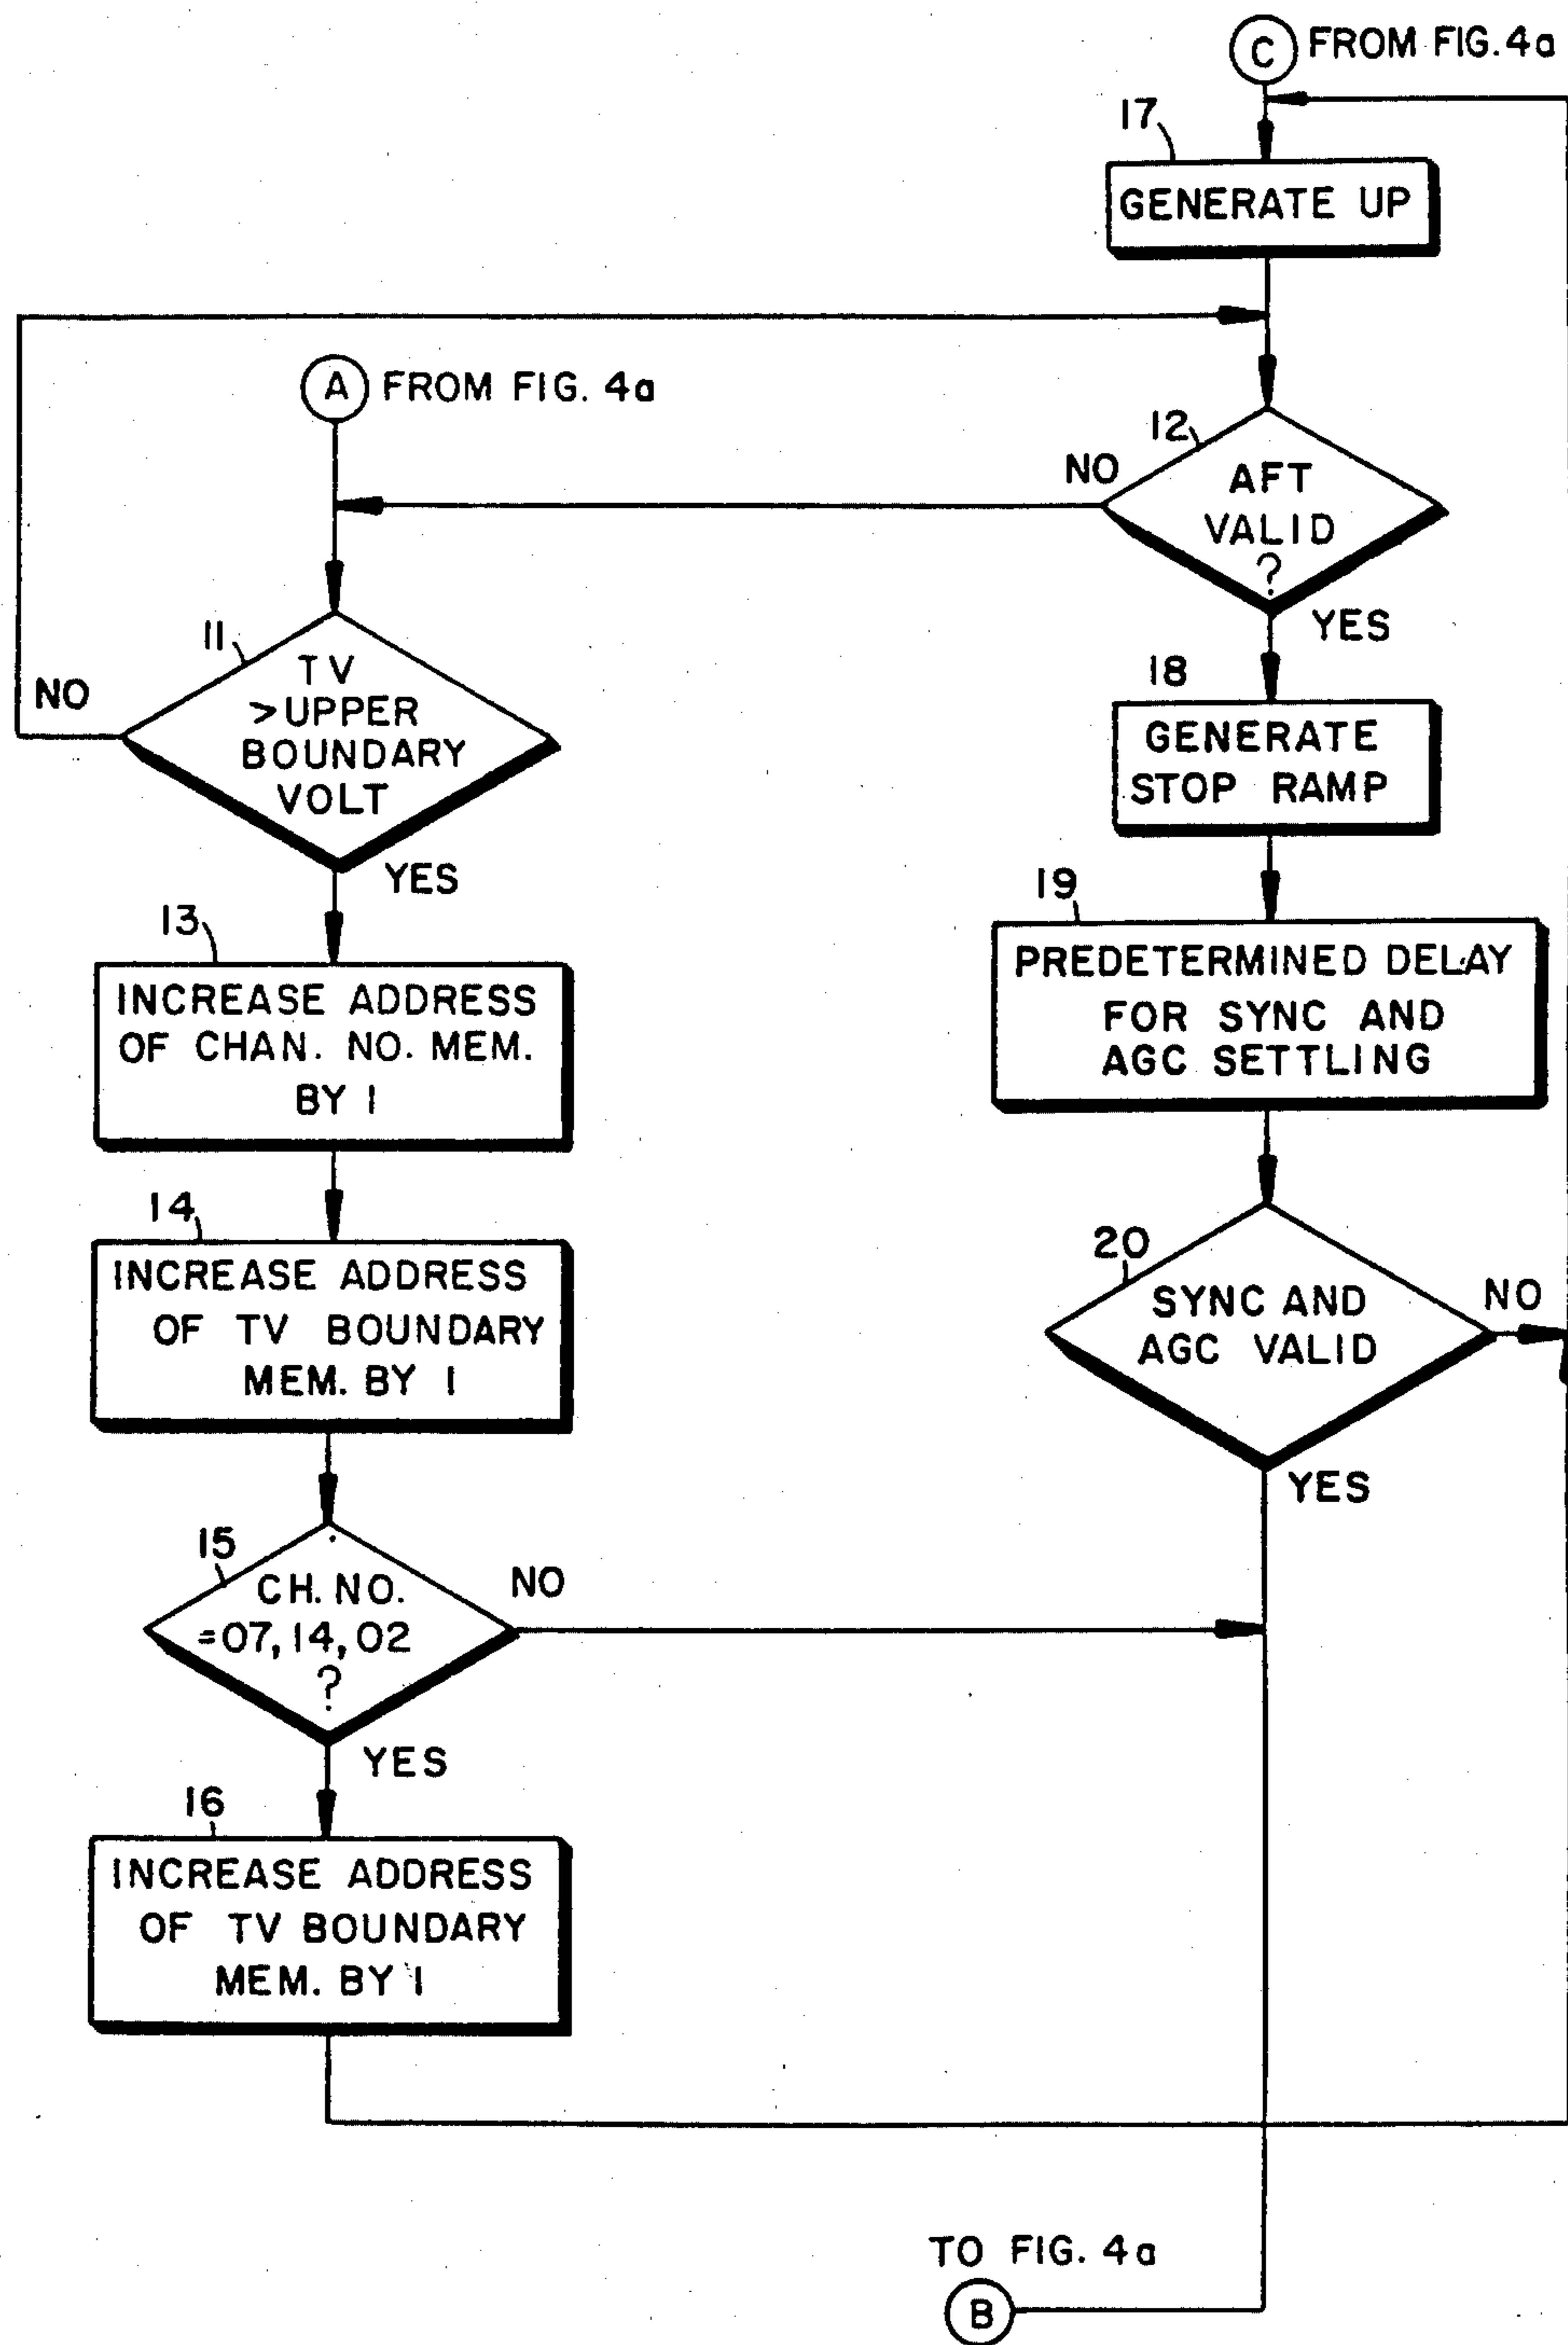 C FROM FIG. 4a
17
GENERATE UP
A FROM FIG. 4a
12
NO
AFT
VALID
?
YES
11
NO
TV
>UPPER
BOUNDARY
VOLT
YES
18
GENERATE
STOP RAMP
13
INCREASE ADDRESS
OF CHAN. NO. MEM.
BY 1
19
PREDETERMINED DELAY
FOR SYNC AND
AGC SETTLING
14
INCREASE ADDRESS
OF TV BOUNDARY
MEM. BY 1
20
SYNC AND
AGC VALID
NO
YES
15
CH. NO.
=07, 14, 02
?
NO
YES
16
INCREASE ADDRESS
OF TV BOUNDARY
MEM. BY 1
TO FIG. 4a
B